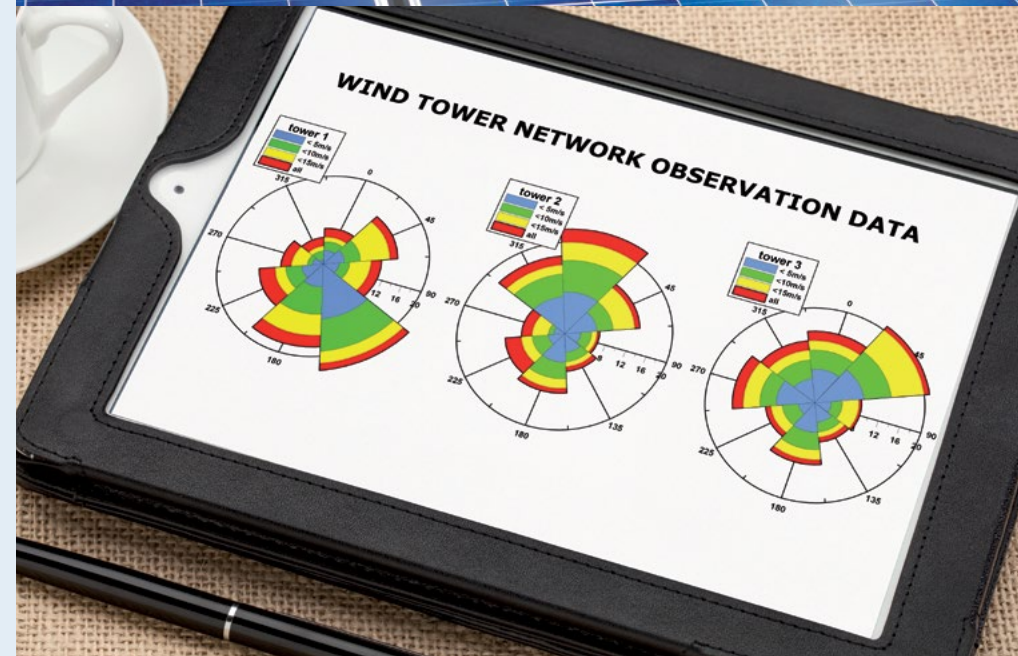 WIND TOWER NETWORK OBSERVATION DATA
tower 1
< 5m/s
<10m/s
<15m/s
all
315
0
45
270
12 16 20
90
225
180
tower 2
< 5m/s
<10m/s
<15m/s
all
315
45
270
8 12 16 20
90
225
180
135
tower 3
< 5m/s
<10m/s
<15m/s
all
315
0
45
270
12 16 20
90
225
180
135